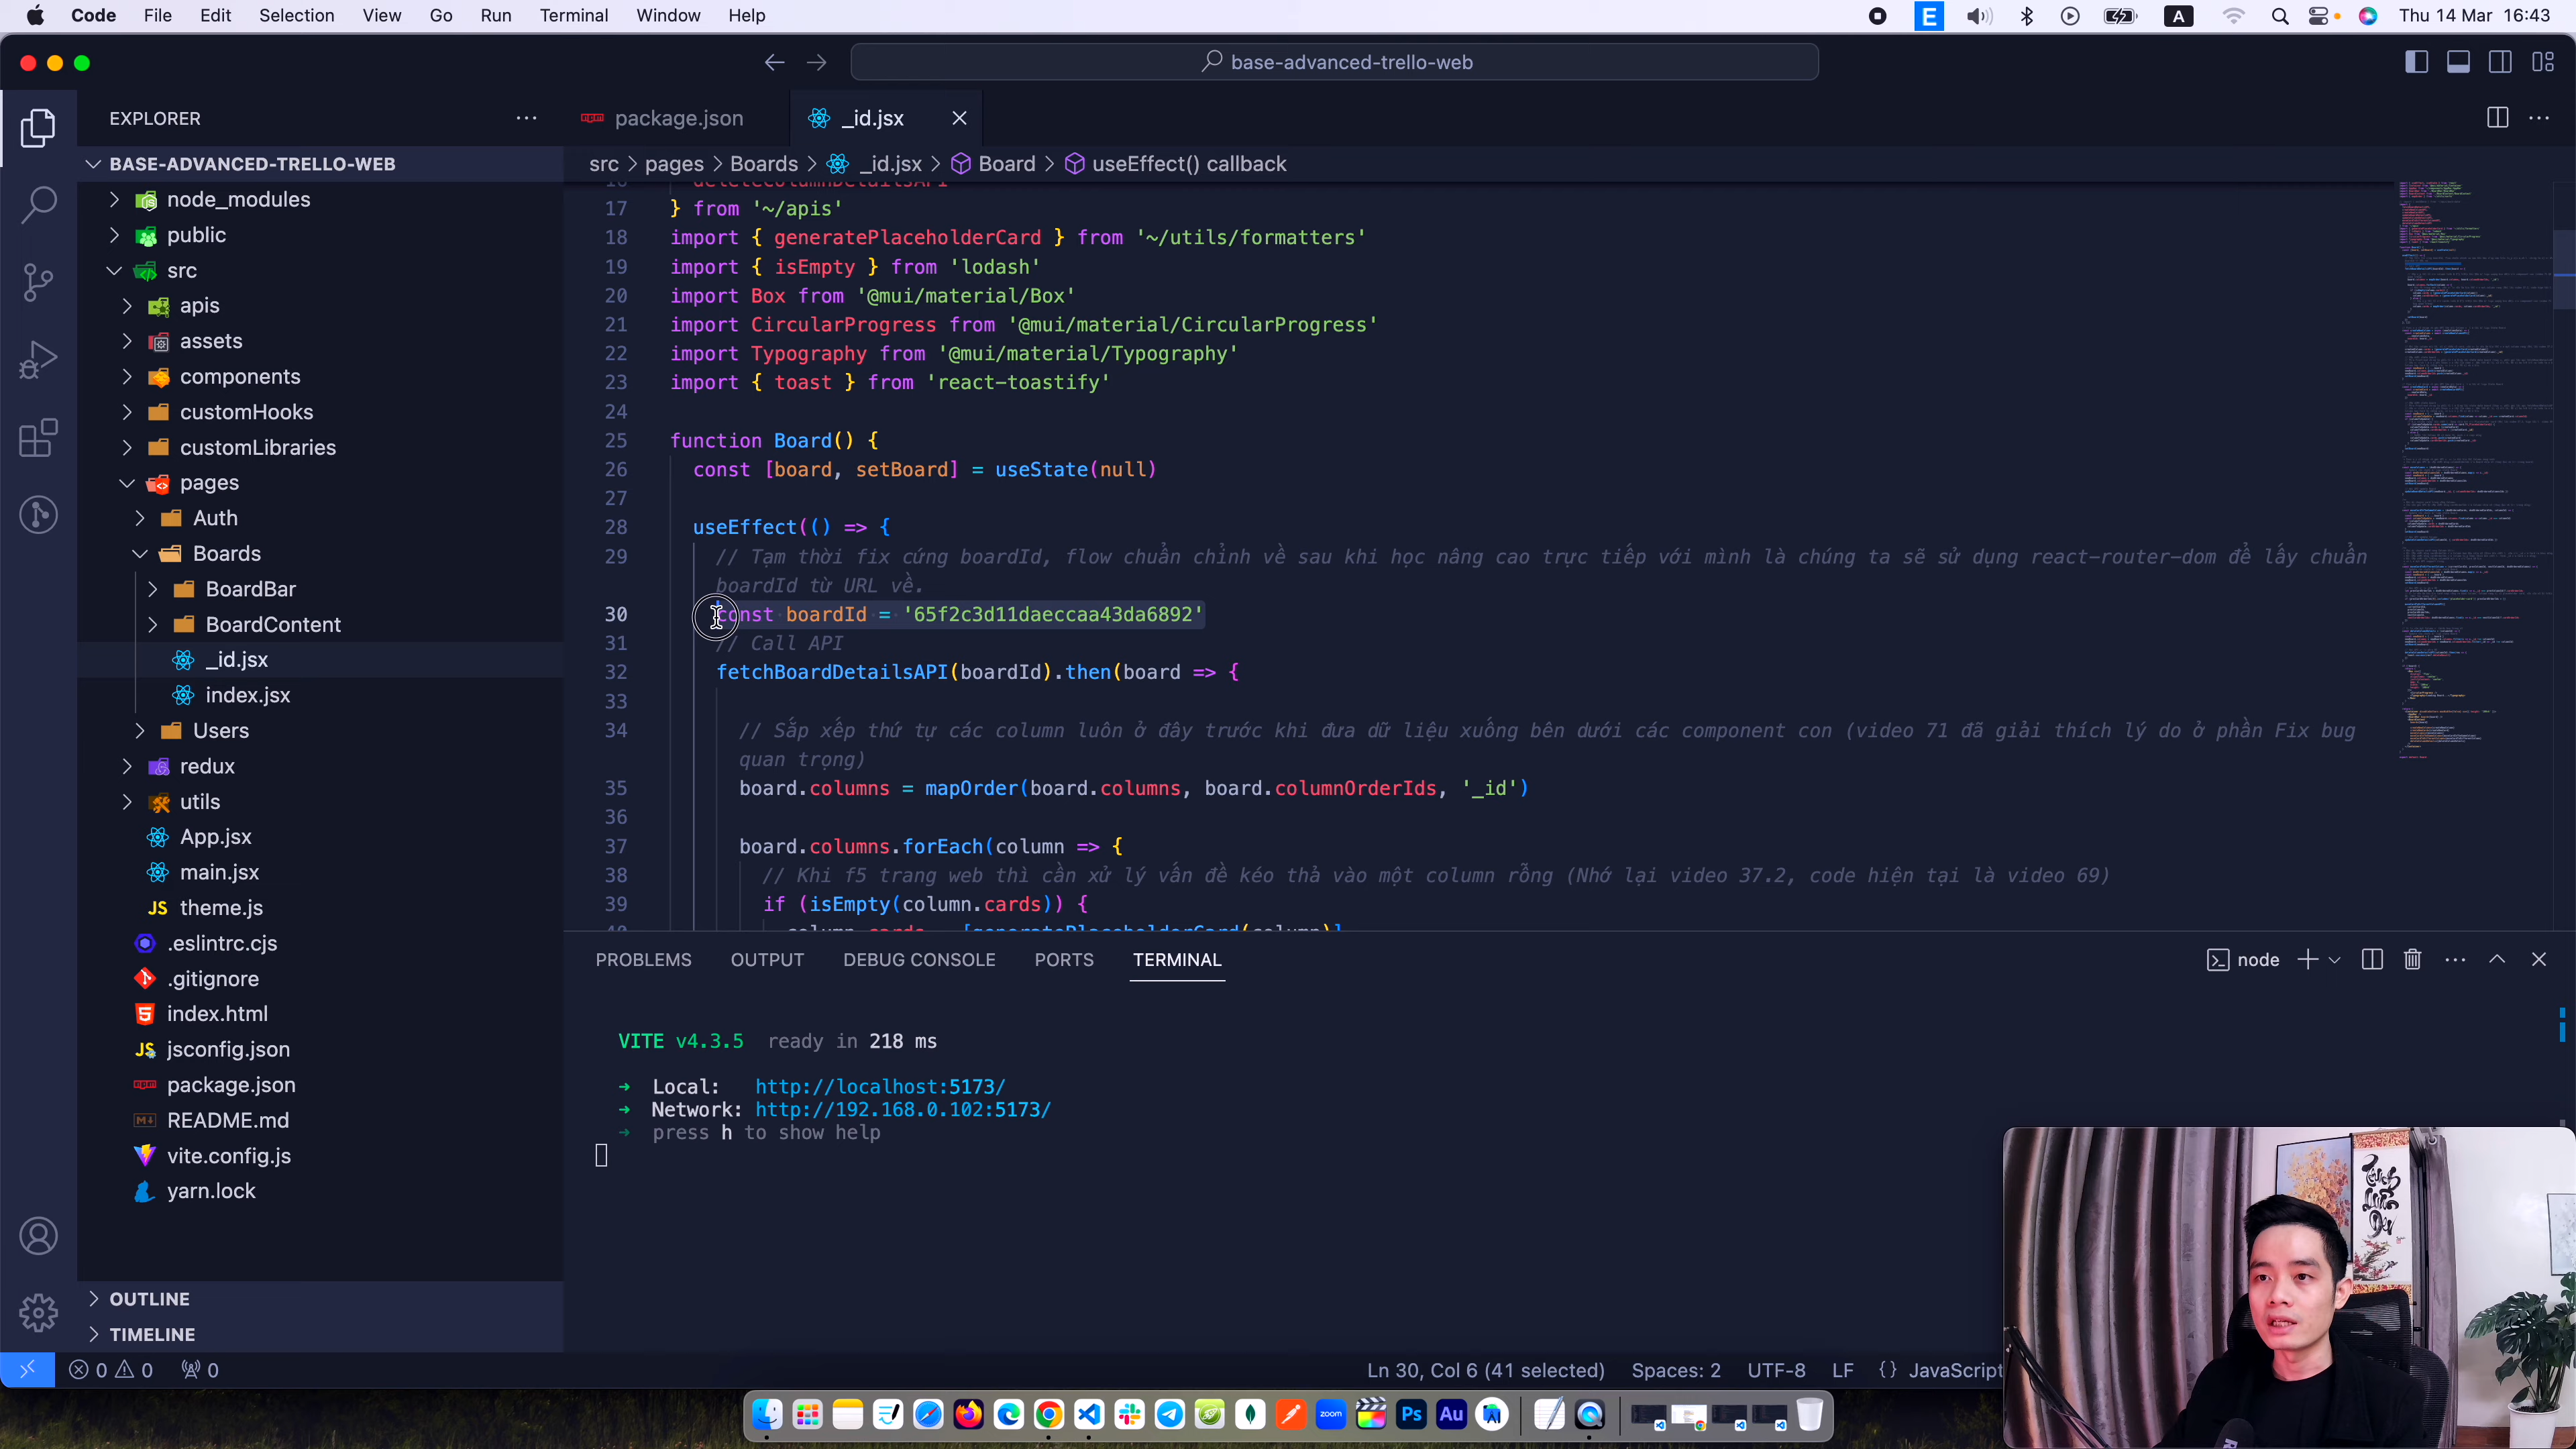 Code File Edit Selection View Go Run Terminal Window Help
E A Thu 14 Mar 16:43
base-advanced-trello-web
EXPLORER
package.json
_id.jsx
BASE-ADVANCED-TRELLO-WEB
src > pages > Boards > _id.jsx > Board > useEffect() callback
node_modules
public
src
apis
assets
components
customHooks
customLibraries
pages
Auth
Boards
BoardBar
BoardContent
_id.jsx
index.jsx
Users
redux
utils
App.jsx
main.jsx
JS theme.js
.eslintrc.cjs
.gitignore
index.html
JS jsconfig.json
package.json
README.md
vite.config.js
yarn.lock
OUTLINE
TIMELINE
16 deleteColumnDetailsAPI
17 } from '~/apis'
18 import { generatePlaceholderCard } from '~/utils/formatters'
19 import { isEmpty } from 'lodash'
20 import Box from '@mui/material/Box'
21 import CircularProgress from '@mui/material/CircularProgress'
22 import Typography from '@mui/material/Typography'
23 import { toast } from 'react-toastify'
24
25 function Board() {
26 const [board, setBoard] = useState(null)
27
28 useEffect(() => {
29 // Tạm thời fix cứng boardId, flow chuẩn chỉnh về sau khi học nâng cao trực tiếp với mình là chúng ta sẽ sử dụng react-router-dom để lấy chuẩn
boardId từ URL về.
30 const boardId = '65f2c3d11daeccaa43da6892'
31 // Call API
32 fetchBoardDetailsAPI(boardId).then(board => {
33
34 // Sắp xếp thứ tự các column luôn ở đây trước khi đưa dữ liệu xuống bên dưới các component con (video 71 đã giải thích lý do ở phần Fix bug
quan trọng)
35 board.columns = mapOrder(board.columns, board.columnOrderIds, '_id')
36
37 board.columns.forEach(column => {
38 // Khi f5 trang web thì cần xử lý vấn đề kéo thả vào một column rỗng (Nhớ lại video 37.2, code hiện tại là video 69)
39 if (isEmpty(column.cards)) {
40 column.cards = [generatePlaceholderCard(column)]
PROBLEMS OUTPUT DEBUG CONSOLE PORTS TERMINAL
node
VITE v4.3.5 ready in 218 ms
➜ Local: http://localhost:5173/
➜ Network: http://192.168.0.102:5173/
➜ press h to show help
0 0 0
Ln 30, Col 6 (41 selected) Spaces: 2 UTF-8 LF {} JavaScript
zoom Ps Au